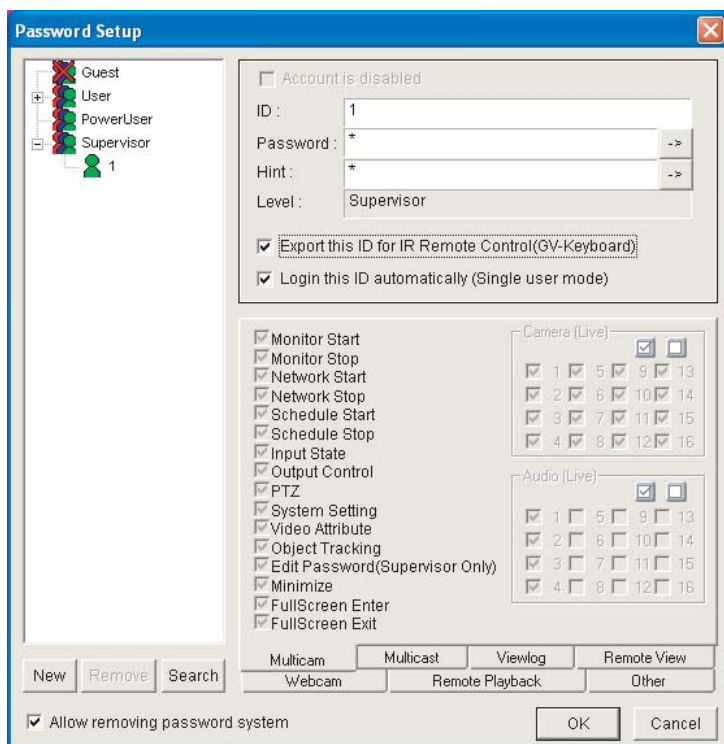 Password Setup
Guest
User
PowerUser
Supervisor
1
Account is disabled
ID : 1
Password : * ->
Hint : * ->
Level : Supervisor
Export this ID for IR Remote Control(GV-Keyboard)
Login this ID automatically (Single user mode)
Monitor Start
Monitor Stop
Network Start
Network Stop
Schedule Start
Schedule Stop
Input State
Output Control
PTZ
System Setting
Video Attribute
Object Tracking
Edit Password(Supervisor Only)
Minimize
FullScreen Enter
FullScreen Exit
Camera (Live)
1 5 9 13
2 6 10 14
3 7 11 15
4 8 12 16
Audio (Live)
1 5 9 13
2 6 10 14
3 7 11 15
4 8 12 16
Multicam Multicast Viewlog Remote View
Webcam Remote Playback Other
New Remove Search
Allow removing password system
OK Cancel